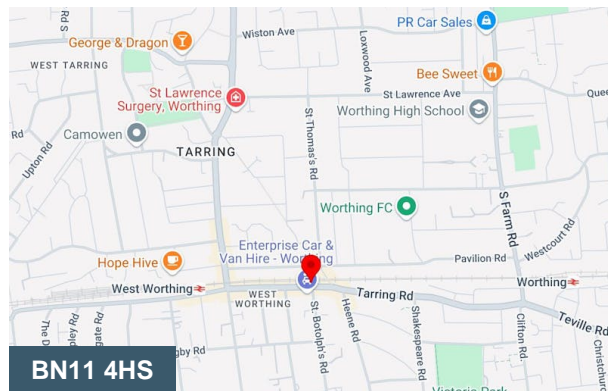 PR Car Sales
Wiston Ave
George & Dragon
Rd S
Loxwood Ave
WEST TARRING
Bee Sweet
St Lawrence
Surgery, Worthing
St Lawrence Ave
Worthing High School
Camowen
Rd
Upton Rd
TARRING
St Thomas's Rd
S Farm Rd
Worthing FC
Westcourt Rd
Hope Hive
Enterprise Car &
Van Hire - Worthing
Pavilion Rd
West Worthing
Worthing
WEST
WORTHING
Tarring Rd
Teville Rd
St. Botolph's Rd
Heene Rd
Shakespeare Rd
Clifton Rd
BN11 4HS